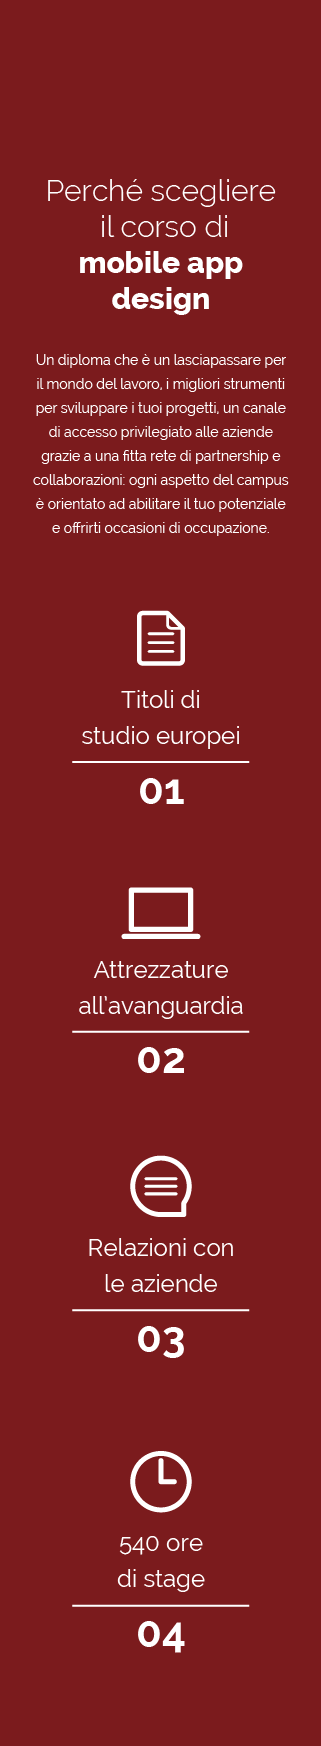 Perché scegliere
il corso di
mobile app
design
Un diploma che è un lasciapassare per
il mondo del lavoro, i migliori strumenti
per sviluppare i tuoi progetti, un canale
di accesso privilegiato alle aziende
grazie a una fitta rete di partnership e
collaborazioni: ogni aspetto del campus
è orientato ad abilitare il tuo potenziale
e offrirti occasioni di occupazione.
Titoli di
studio europei
01
Attrezzature
all'avanguardia
02
Relazioni con
le aziende
03
540 ore
di stage
04